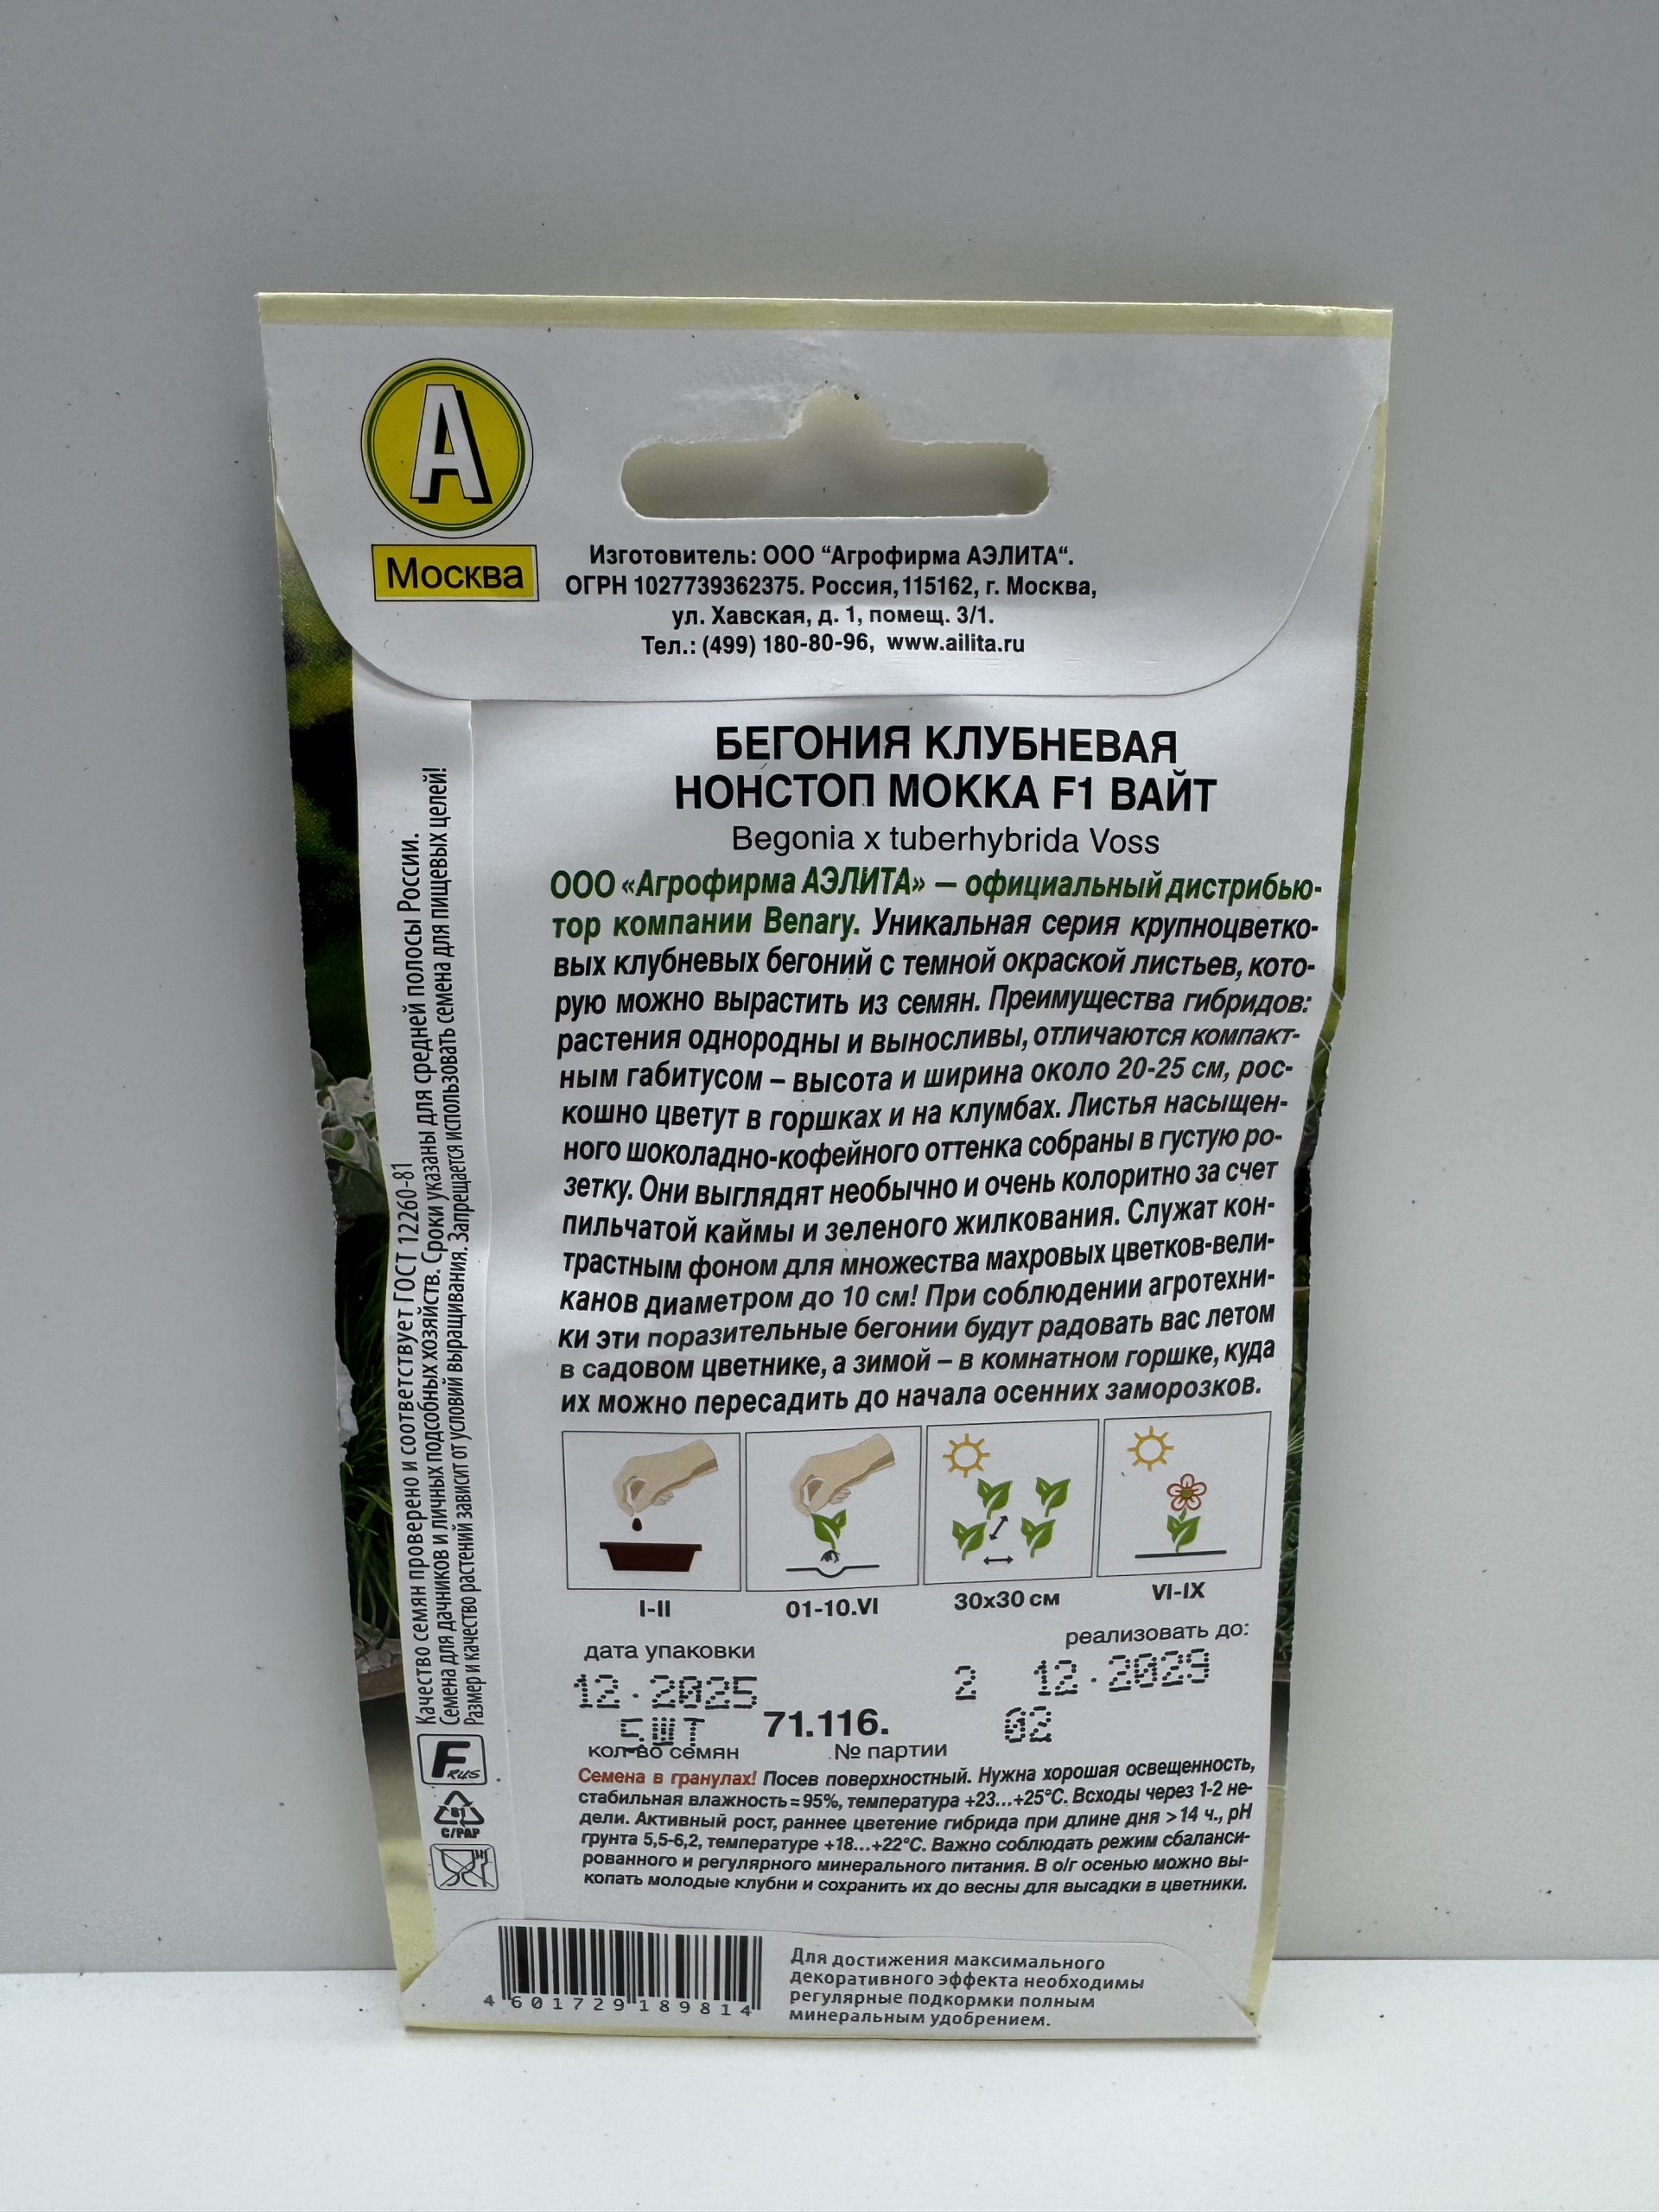 А
Москва
Изготовитель: ООО “Агрофирма АЭЛИТА“.
ОГРН 1027739362375. Россия, 115162, г. Москва,
ул. Хавская, д. 1, помещ. 3/1.
Тел.: (499) 180-80-96, www.ailita.ru
БЕГОНИЯ КЛУБНЕВАЯ
НОНСТОП МОККА F1 ВАЙТ
Begonia x tuberhybrida Voss
ООО «Агрофирма АЭЛИТА» – официальный дистрибью-
тор компании Benary. Уникальная серия крупноцветко-
вых клубневых бегоний с темной окраской листьев, кото-
рую можно вырастить из семян. Преимущества гибридов:
растения однородны и выносливы, отличаются компакт-
ным габитусом – высота и ширина около 20-25 см, рос-
кошно цветут в горшках и на клумбах. Листья насыщен-
ного шоколадно-кофейного оттенка собраны в густую ро-
зетку. Они выглядят необычно и очень колоритно за счет
пильчатой каймы и зеленого жилкования. Служат кон-
трастным фоном для множества махровых цветков-вели-
канов диаметром до 10 см! При соблюдении агротехни-
ки эти поразительные бегонии будут радовать вас летом
в садовом цветнике, а зимой – в комнатном горшке, куда
их можно пересадить до начала осенних заморозков.
I-II
01-10.VI
30х30 см
VI-IX
дата упаковки
реализовать до:
12.2025
2 12.2029
5ШТ 71.116. 02
кол-во семян
№ партии
Семена в гранулах! Посев поверхностный. Нужна хорошая освещенность,
стабильная влажность ≈ 95%, температура +23...+25°С. Всходы через 1-2 не-
дели. Активный рост, раннее цветение гибрида при длине дня > 14 ч., pH
грунта 5,5-6,2, температуре +18...+22°С. Важно соблюдать режим сбаланси-
рованного и регулярного минерального питания. В о/г осенью можно вы-
копать молодые клубни и сохранить их до весны для высадки в цветники.
Качество семян проверено и соответствует ГОСТ 12260-81
Семена для дачников и личных подсобных хозяйств. Сроки указаны для средней полосы России.
Размер и качество растений зависит от условий выращивания. Запрещается использовать семена для пищевых целей!
F RUS
81
C/PAP
4 601729 189814
Для достижения максимального
декоративного эффекта необходимы
регулярные подкормки полным
минеральным удобрением.